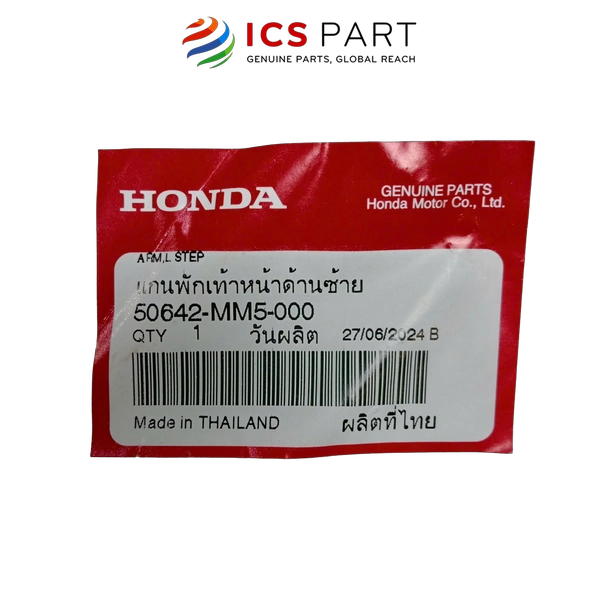 ICS PART
GENUINE PARTS, GLOBAL REACH
HONDA
GENUINE PARTS
Honda Motor Co., Ltd.
ARM,L STEP
แกนพักเท้าหน้าด้านซ้าย
50642-MM5-000
QTY 1 วันผลิต 27/06/2024 B
Made in THAILAND ผลิตที่ไทย